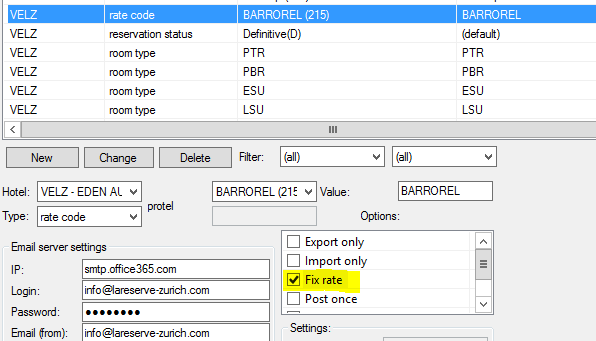 VELZ rate code BARROREL (215) BARROREL
VELZ reservation status Definitive(D) (default)
VELZ room type PTR PTR
VELZ room type PBR PBR
VELZ room type ESU ESU
VELZ room type LSU LSU
New Change Delete Filter: (all) (all)
Hotel: VELZ - EDEN AU protel BARROREL (215 Value: BARROREL
Type: rate code Options:
Email server settings
IP: smtp.office365.com
Login: info@lareserve-zurich.com
Password: ●●●●●●●●
Email (from): info@lareserve-zurich.com
Export only
Import only
Fix rate
Post once
Settings: